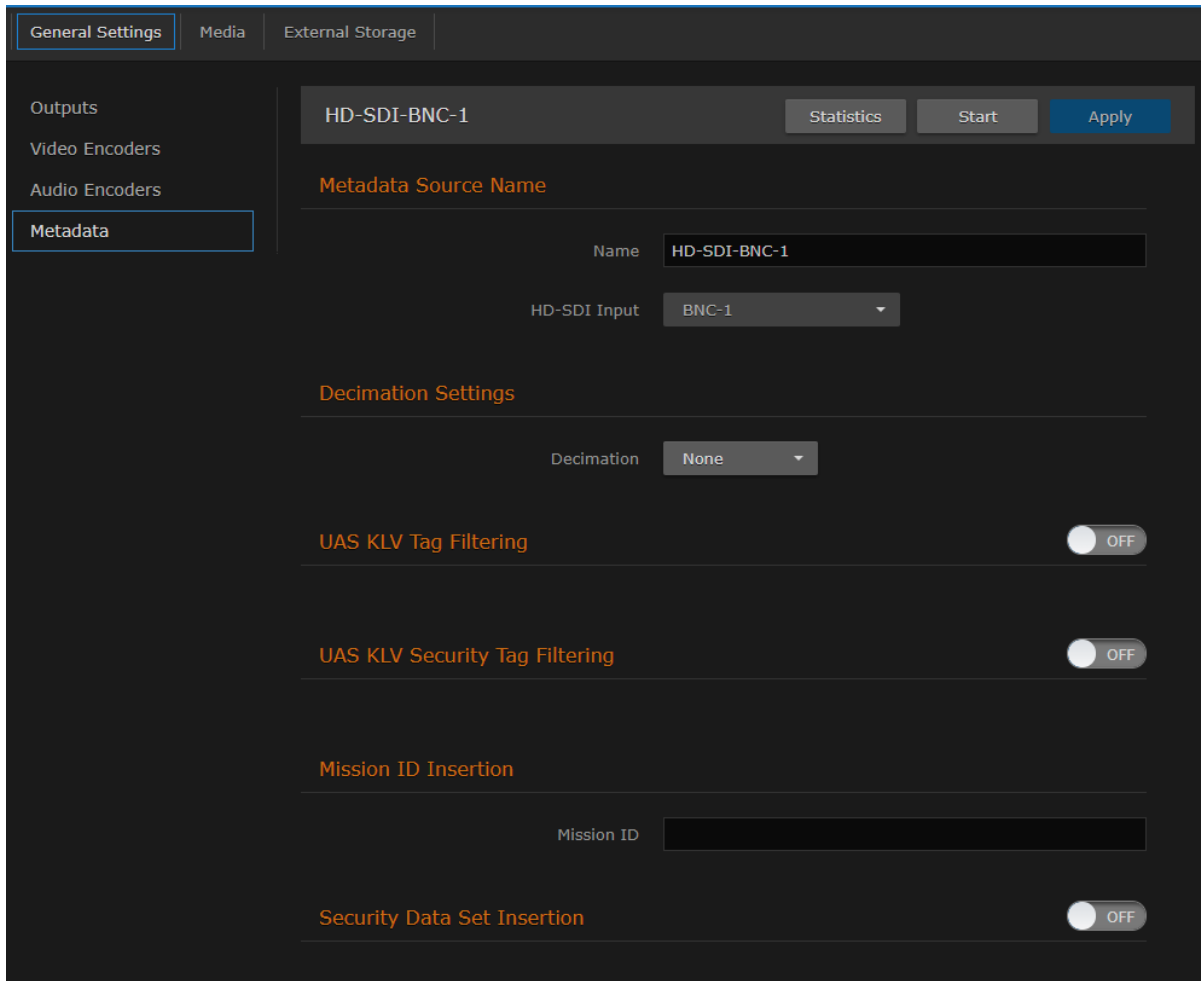 General Settings Media External Storage
Outputs
Video Encoders
Audio Encoders
Metadata
HD-SDI-BNC-1 Statistics Start Apply
Metadata Source Name
Name HD-SDI-BNC-1
HD-SDI Input BNC-1
Decimation Settings
Decimation None
UAS KLV Tag Filtering OFF
UAS KLV Security Tag Filtering OFF
Mission ID Insertion
Mission ID
Security Data Set Insertion OFF